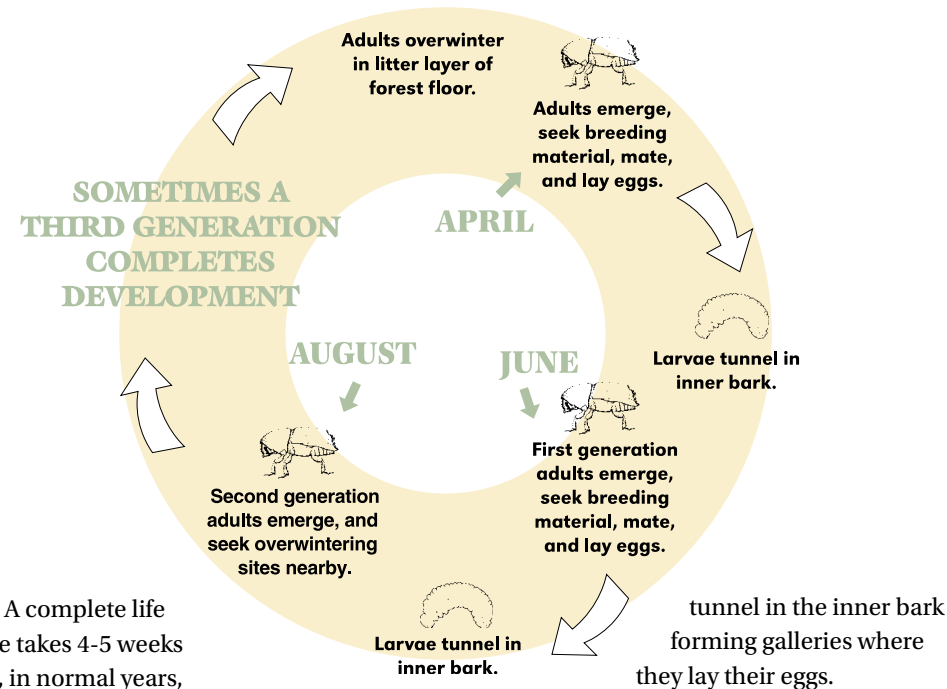 Adults overwinter
in litter layer of
forest floor.
Adults emerge,
seek breeding
material, mate,
and lay eggs.
SOMETIMES A
THIRD GENERATION
COMPLETES
DEVELOPMENT
APRIL
Larvae tunnel in
inner bark.
AUGUST
JUNE
First generation
adults emerge,
seek breeding
material, mate,
and lay eggs.
Second generation
adults emerge, and
seek overwintering
sites nearby.
Larvae tunnel in
inner bark.
A complete life
e takes 4-5 weeks
, in normal years,
tunnel in the inner bark
forming galleries where
they lay their eggs.